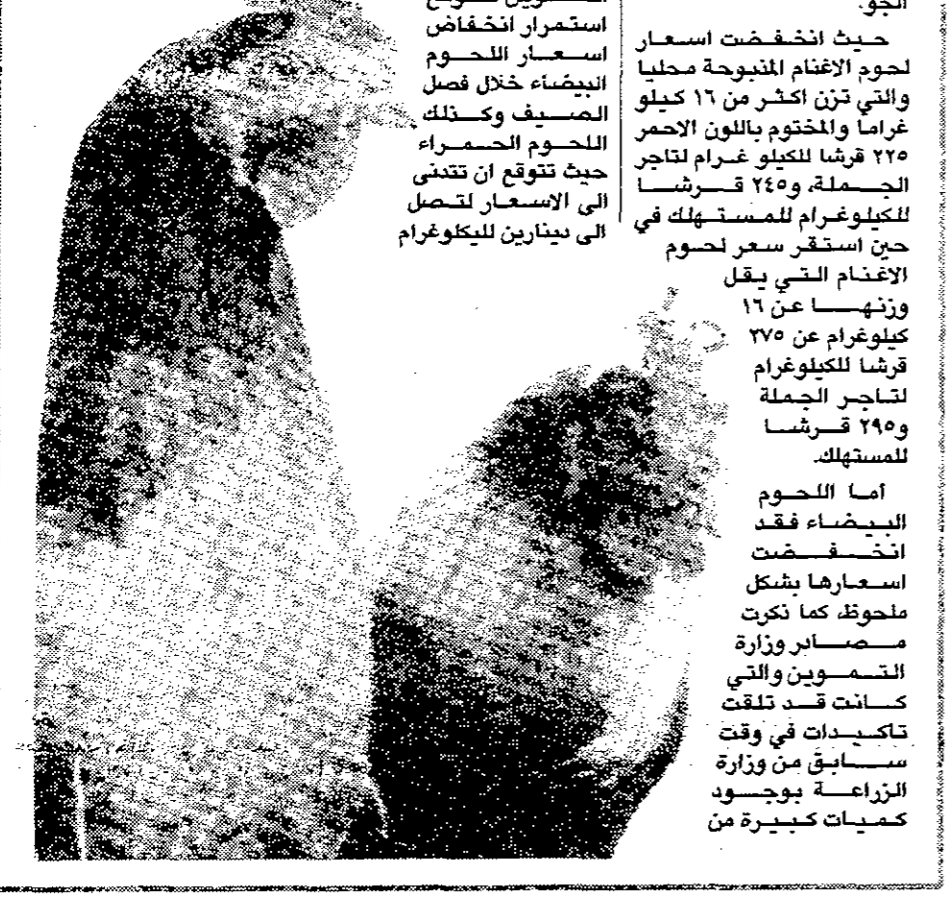 الجو.
حيث انخفضت اسعار
لحوم الاغنام المذبوحة محليا
والتي تزن اكثر من ١٦ كيلو
غراما والمختوم باللون الاحمر
٢٢٥ قرشا للكيلو غرام لتاجر
الجملة، و٢٤٥ قرشا
للكيلوغرام للمستهلك في
حين استقر سعر لحوم
الاغنام التي يقل
وزنها عن ١٦
كيلوغرام عن ٢٧٥
قرشا للكيلوغرام
لتاجر الجملة
و٢٩٥ قرشا
للمستهلك.
أما اللحوم
البيضاء فقد
انخفضت
اسعارها بشكل
ملحوظ، كما ذكرت
مصادر وزارة
التموين والتي
كانت قد تلقت
تاكيدات في وقت
سابق من وزارة
الزراعة بوجود
كميات كبيرة من
استمرار انخفاض
اسعار اللحوم
البيضاء خلال فصل
الصيف وكذلك
اللحوم الحمراء
حيث تتوقع ان تتدنى
الى الاسعار لتصل
الى دينارين لليكلوغرام